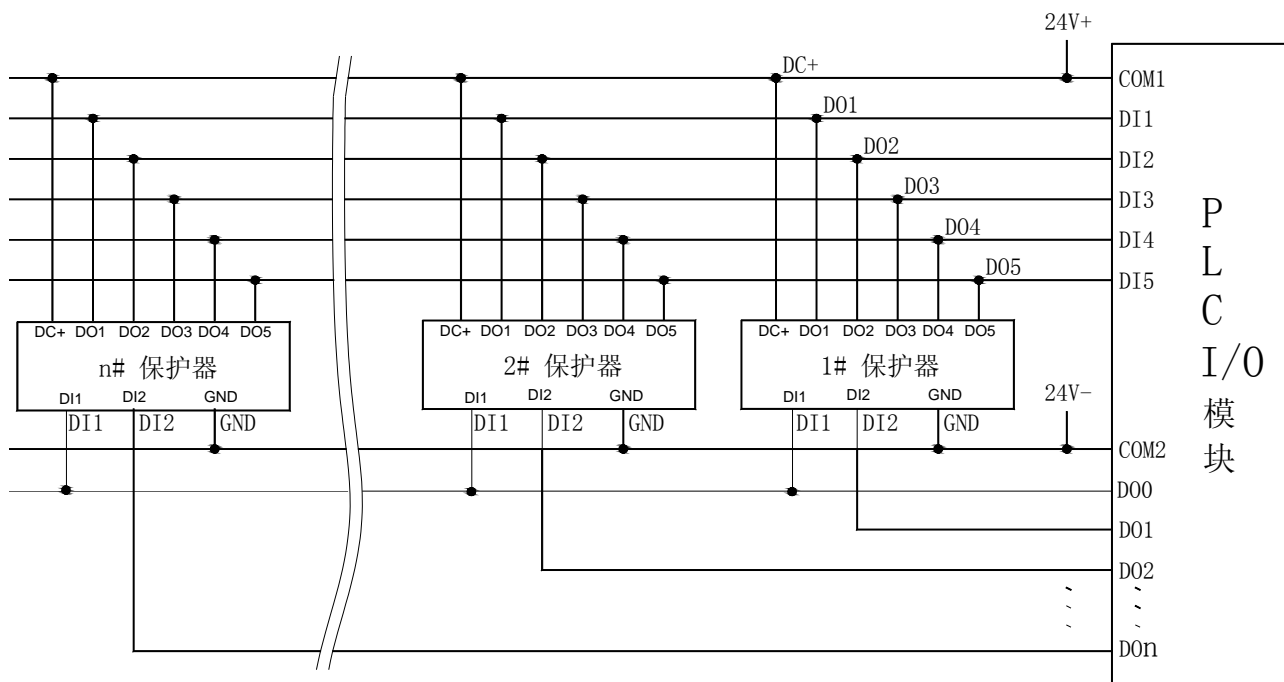 24V+
DC+
COM1
DO1
DI1
DO2
DI2
DO3
DI3
DO4
DI4
DO5
DI5
PLC I/O 模块
DC+ DO1 DO2 DO3 DO4 DO5
n# 保护器
DI1 DI2 GND
DC+ DO1 DO2 DO3 DO4 DO5
2# 保护器
DI1 DI2 GND
DC+ DO1 DO2 DO3 DO4 DO5
1# 保护器
DI1 DI2 GND
24V-
DI1 DI2 GND
DI1 DI2 GND
DI1 DI2 GND
COM2
DO0
DO1
DO2
DOn